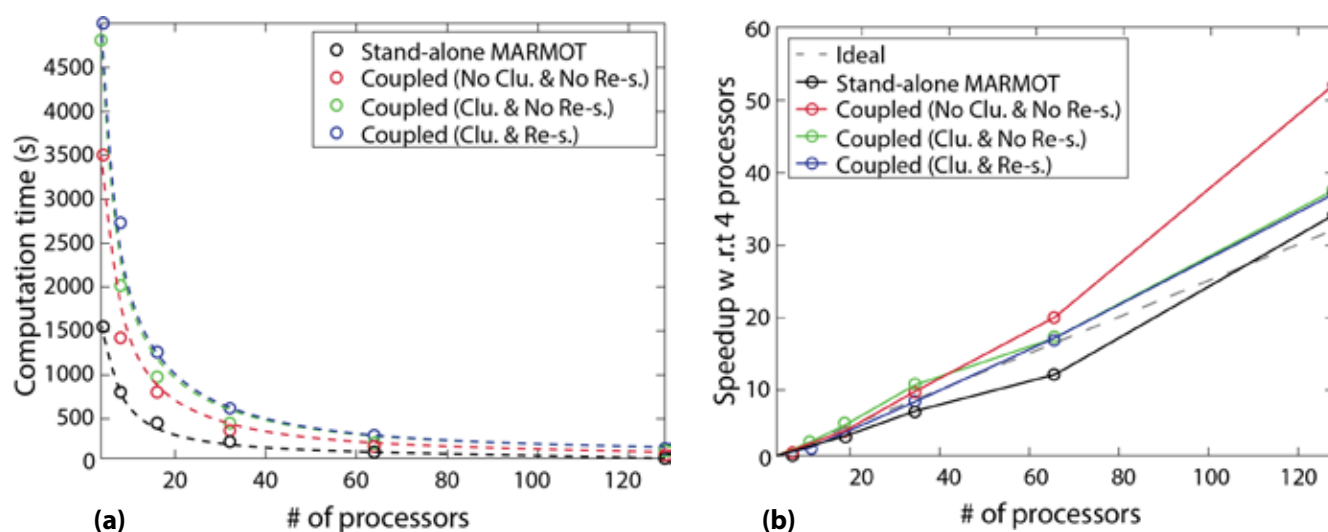 4500
4000
3500
3000
2500
2000
1500
1000
500
0
Computation time (s)
Stand-alone MARMOT
Coupled (No Clu. & No Re-s.)
Coupled (Clu. & No Re-s.)
Coupled (Clu. & Re-s.)
20 40 60 80 100 120
# of processors
(a)
60
50
40
30
20
10
0
Speedup w .r.t 4 processors
Ideal
Stand-alone MARMOT
Coupled (No Clu. & No Re-s.)
Coupled (Clu. & No Re-s.)
Coupled (Clu. & Re-s.)
20 40 60 80 100 120
# of processors
(b)